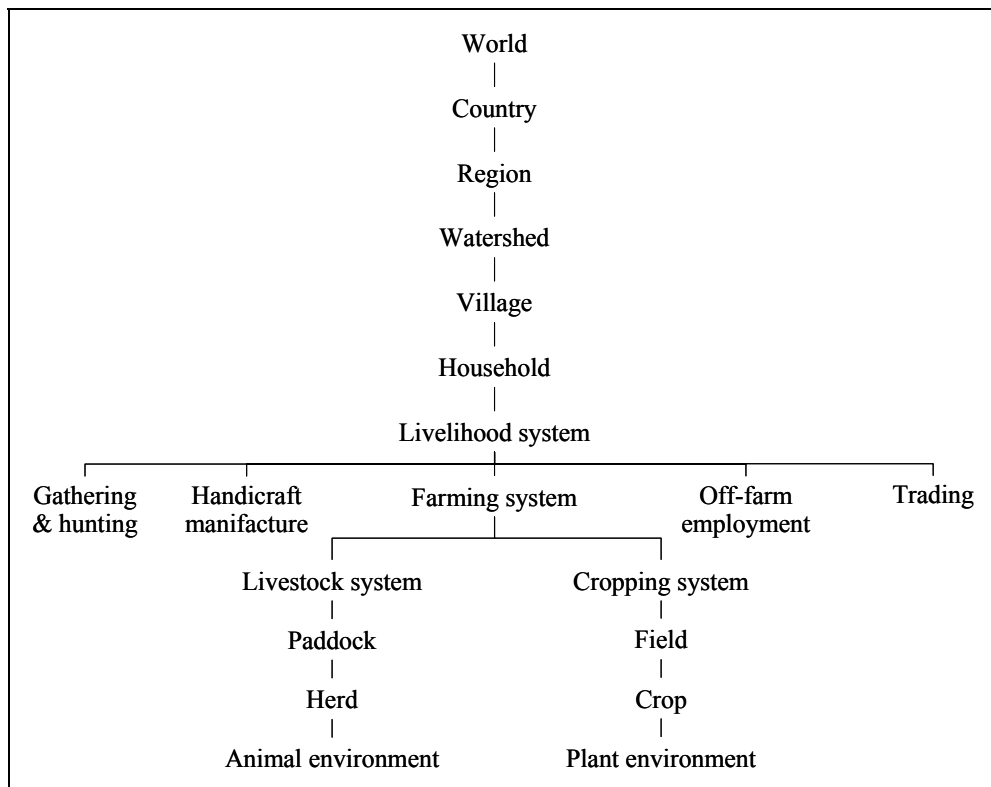 World
Country
Region
Watershed
Village
Household
Livelihood system
Gathering
& hunting
Handicraft
manifacture
Farming system
Off-farm
employment
Trading
Livestock system
Cropping system
Paddock
Field
Herd
Crop
Animal environment
Plant environment